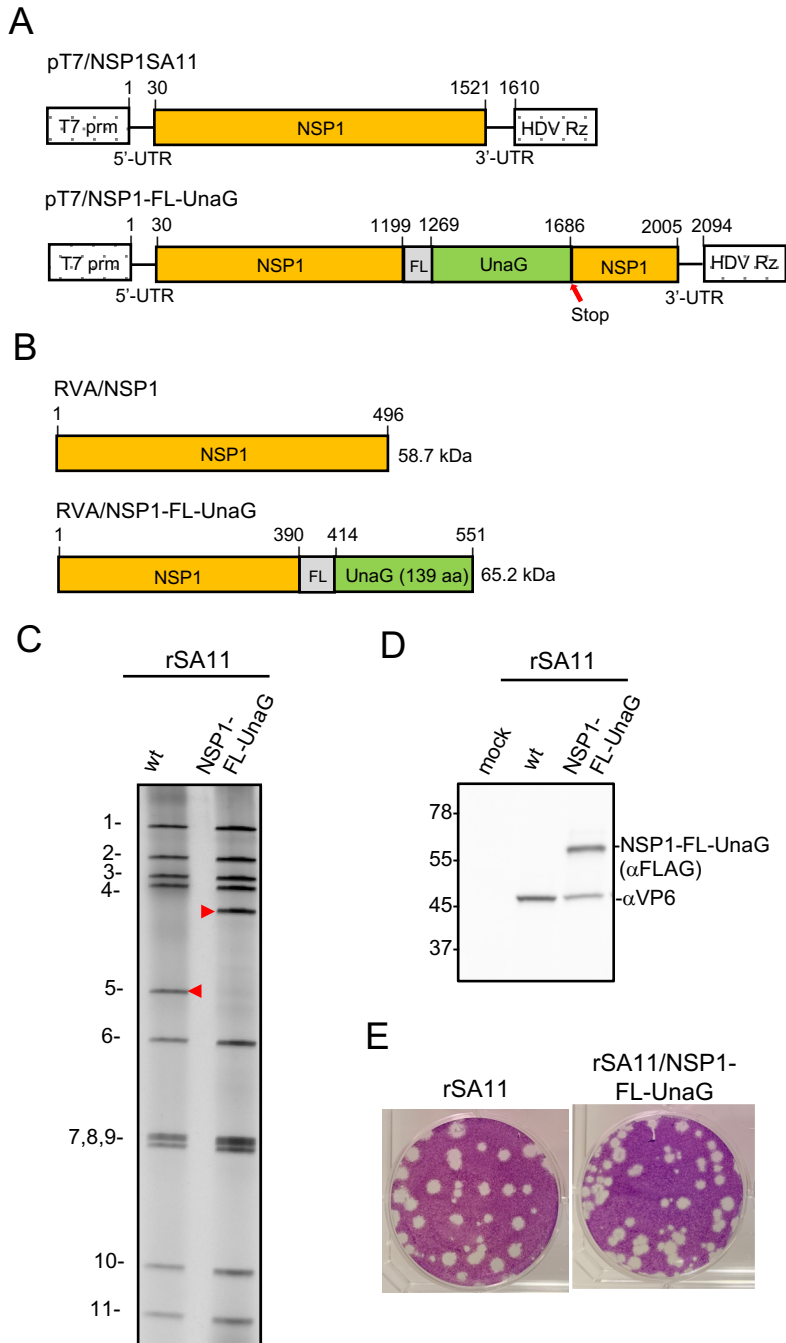 A
pT7/NSP1SA11
1 30 1521 1610
T7 prm NSP1 HDV Rz
5'-UTR 3'-UTR
pT7/NSP1-FL-UnaG
1 30 1199 1269 1686 2005 2094
T7 prm NSP1 FL UnaG NSP1 HDV Rz
5'-UTR 3'-UTR
Stop
B
RVA/NSP1
1 496
NSP1 58.7 kDa
RVA/NSP1-FL-UnaG
1 390 414 551
NSP1 FL UnaG (139 aa) 65.2 kDa
C
rSA11
wt
NSP1-
FL-UnaG
1-
2-
3-
4-
5-
6-
7,8,9-
10-
11-
D
rSA11
mock
wt
NSP1-
FL-UnaG
78-
55-
45-
37-
-NSP1-FL-UnaG
(αFLAG)
-αVP6
E
rSA11
rSA11/NSP1-
FL-UnaG